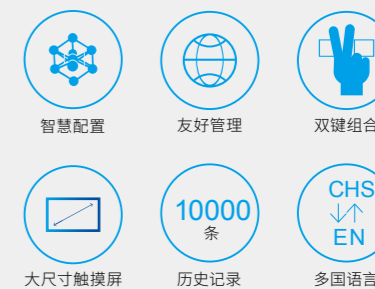 智慧配置
友好管理
双键组合
10000
条
CHS
EN
大尺寸触摸屏
历史记录
多国语言